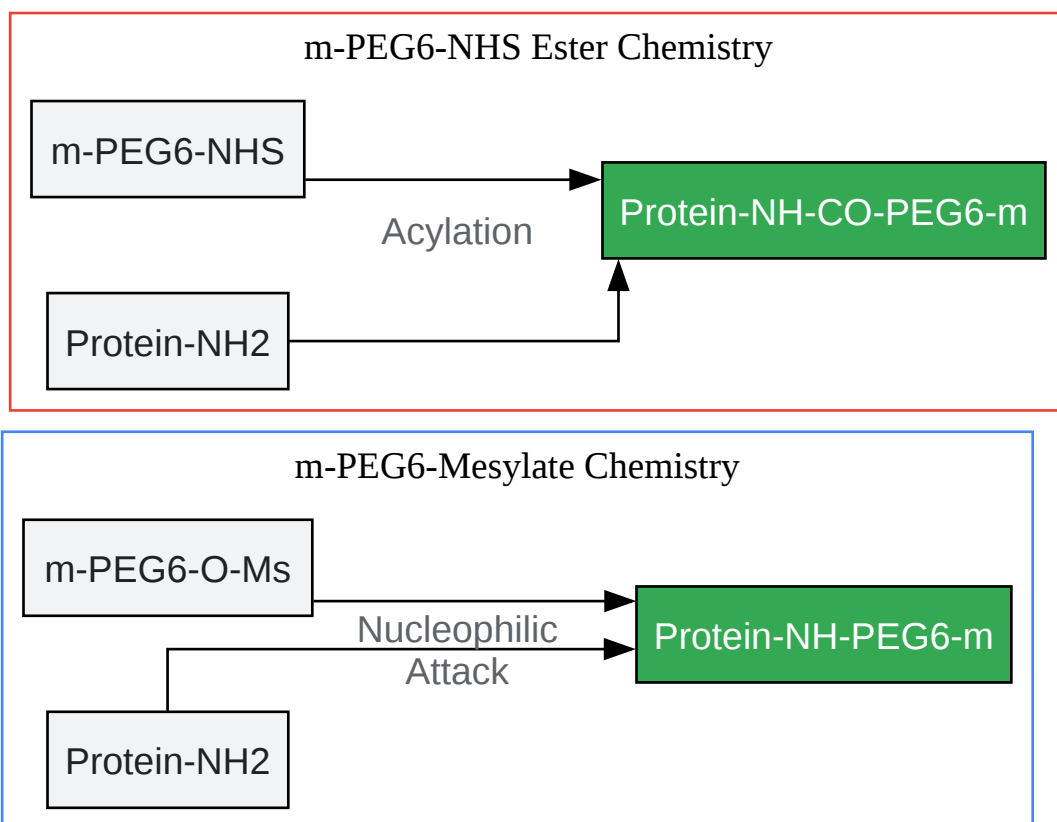 m-PEG6-NHS Ester Chemistry
m-PEG6-NHS
Protein-NH-CO-PEG6-m
Acylation
Protein-NH2
m-PEG6-Mesylate Chemistry
m-PEG6-O-Ms
Nucleophilic
Attack
Protein-NH-PEG6-m
Protein-NH2